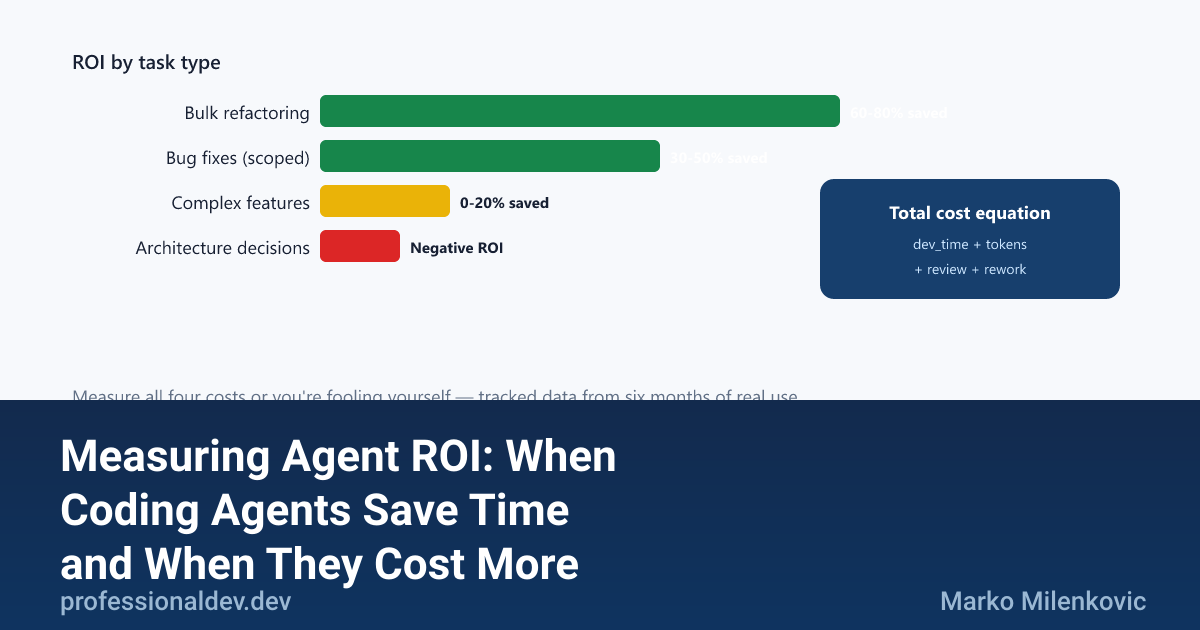 ROI by task type
Bulk refactoring
60-80% saved
Bug fixes (scoped)
30-50% saved
Complex features
0-20% saved
Architecture decisions
Negative ROI
Total cost equation
dev_time + tokens
+ review + rework
Measure all four costs or you're fooling yourself — tracked data from six months of real use
Measuring Agent ROI: When
Coding Agents Save Time
and When They Cost More
professionaldev.dev
Marko Milenkovic